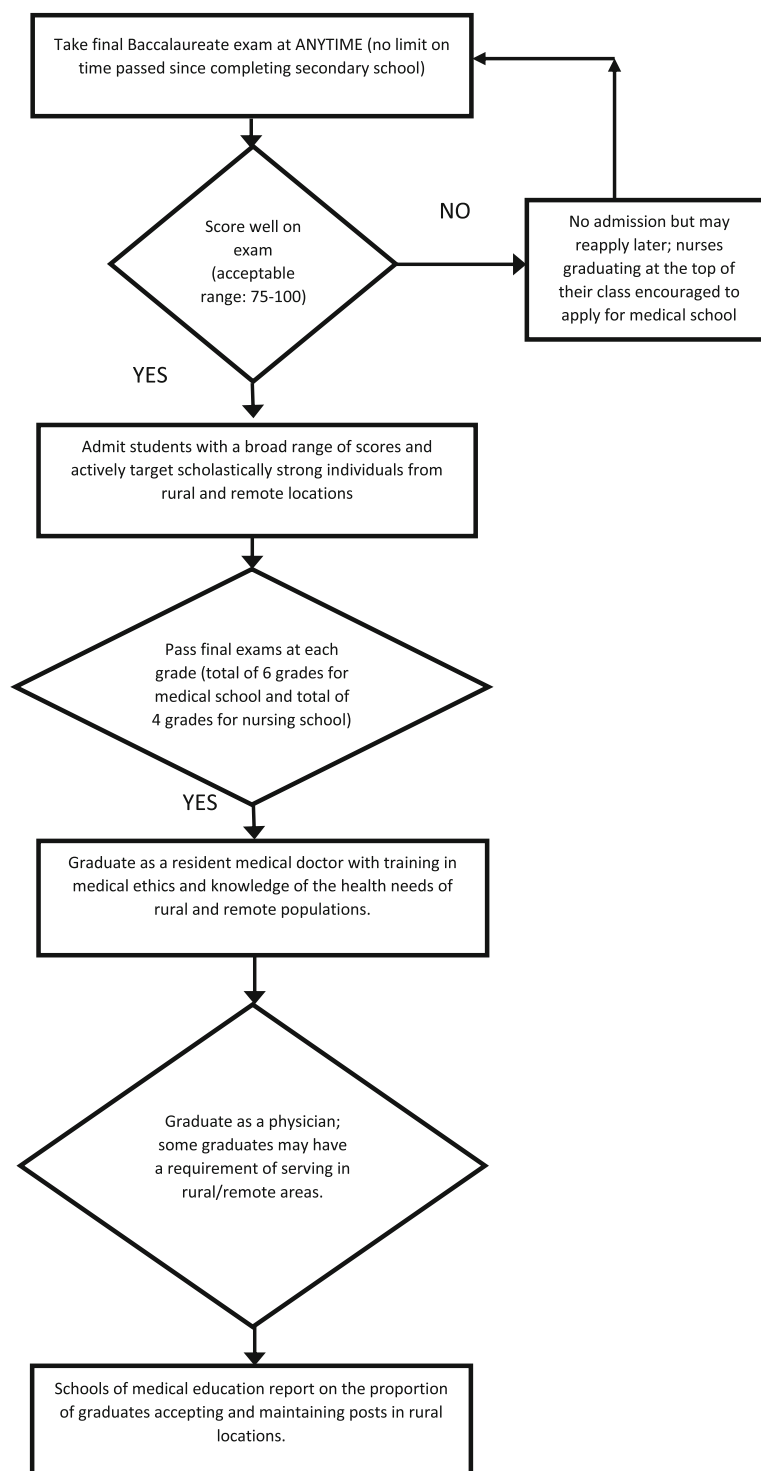 Take final Baccalaureate exam at ANYTIME (no limit on
time passed since completing secondary school)
Score well on
exam
(acceptable
range: 75-100)
NO
No admission but may
reapply later; nurses
graduating at the top of
their class encouraged to
apply for medical school
YES
Admit students with a broad range of scores and
actively target scholastically strong individuals from
rural and remote locations
Pass final exams at each
grade (total of 6 grades for
medical school and total of
4 grades for nursing school)
YES
Graduate as a resident medical doctor with training in
medical ethics and knowledge of the health needs of
rural and remote populations.
Graduate as a physician;
some graduates may have
a requirement of serving in
rural/remote areas.
Schools of medical education report on the proportion
of graduates accepting and maintaining posts in rural
locations.